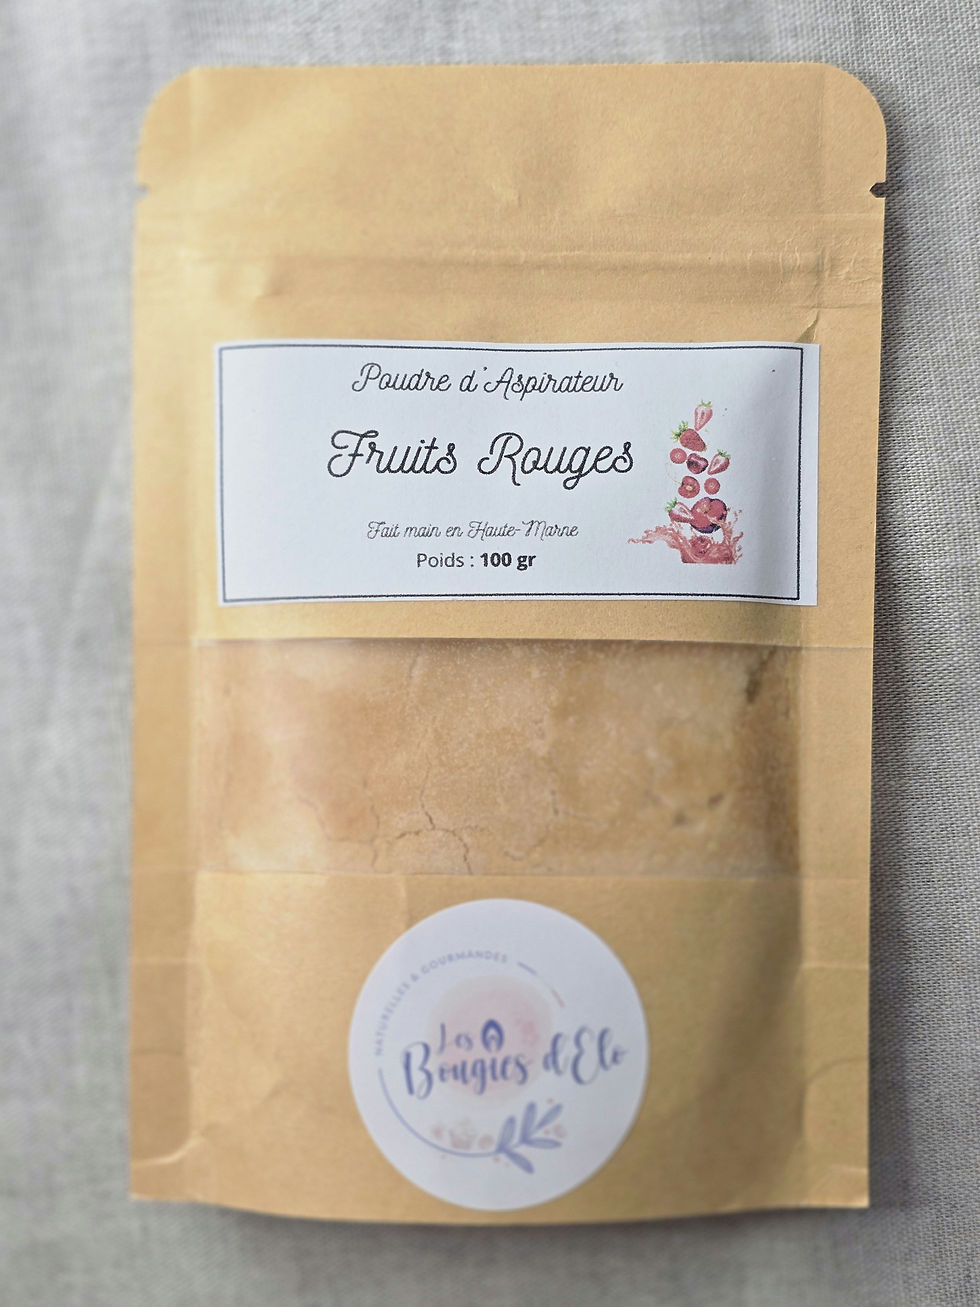 Poudre d'Aspirateur
Fruits Rouges
Fait main en Haute-Marne
Poids : 100 gr
NATURELLES & GOURMANDES
Les
Bougies d'Elo